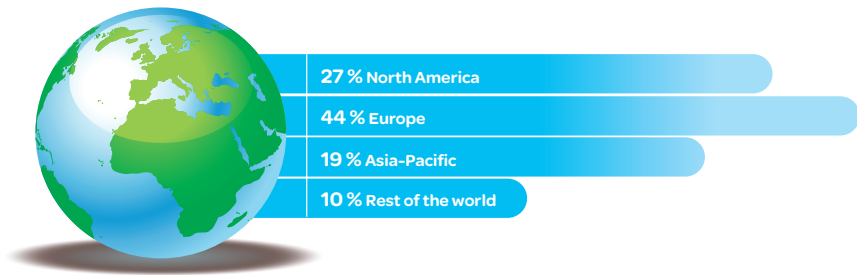 27 % North America
44 % Europe
19 % Asia-Pacific
10 % Rest of the world